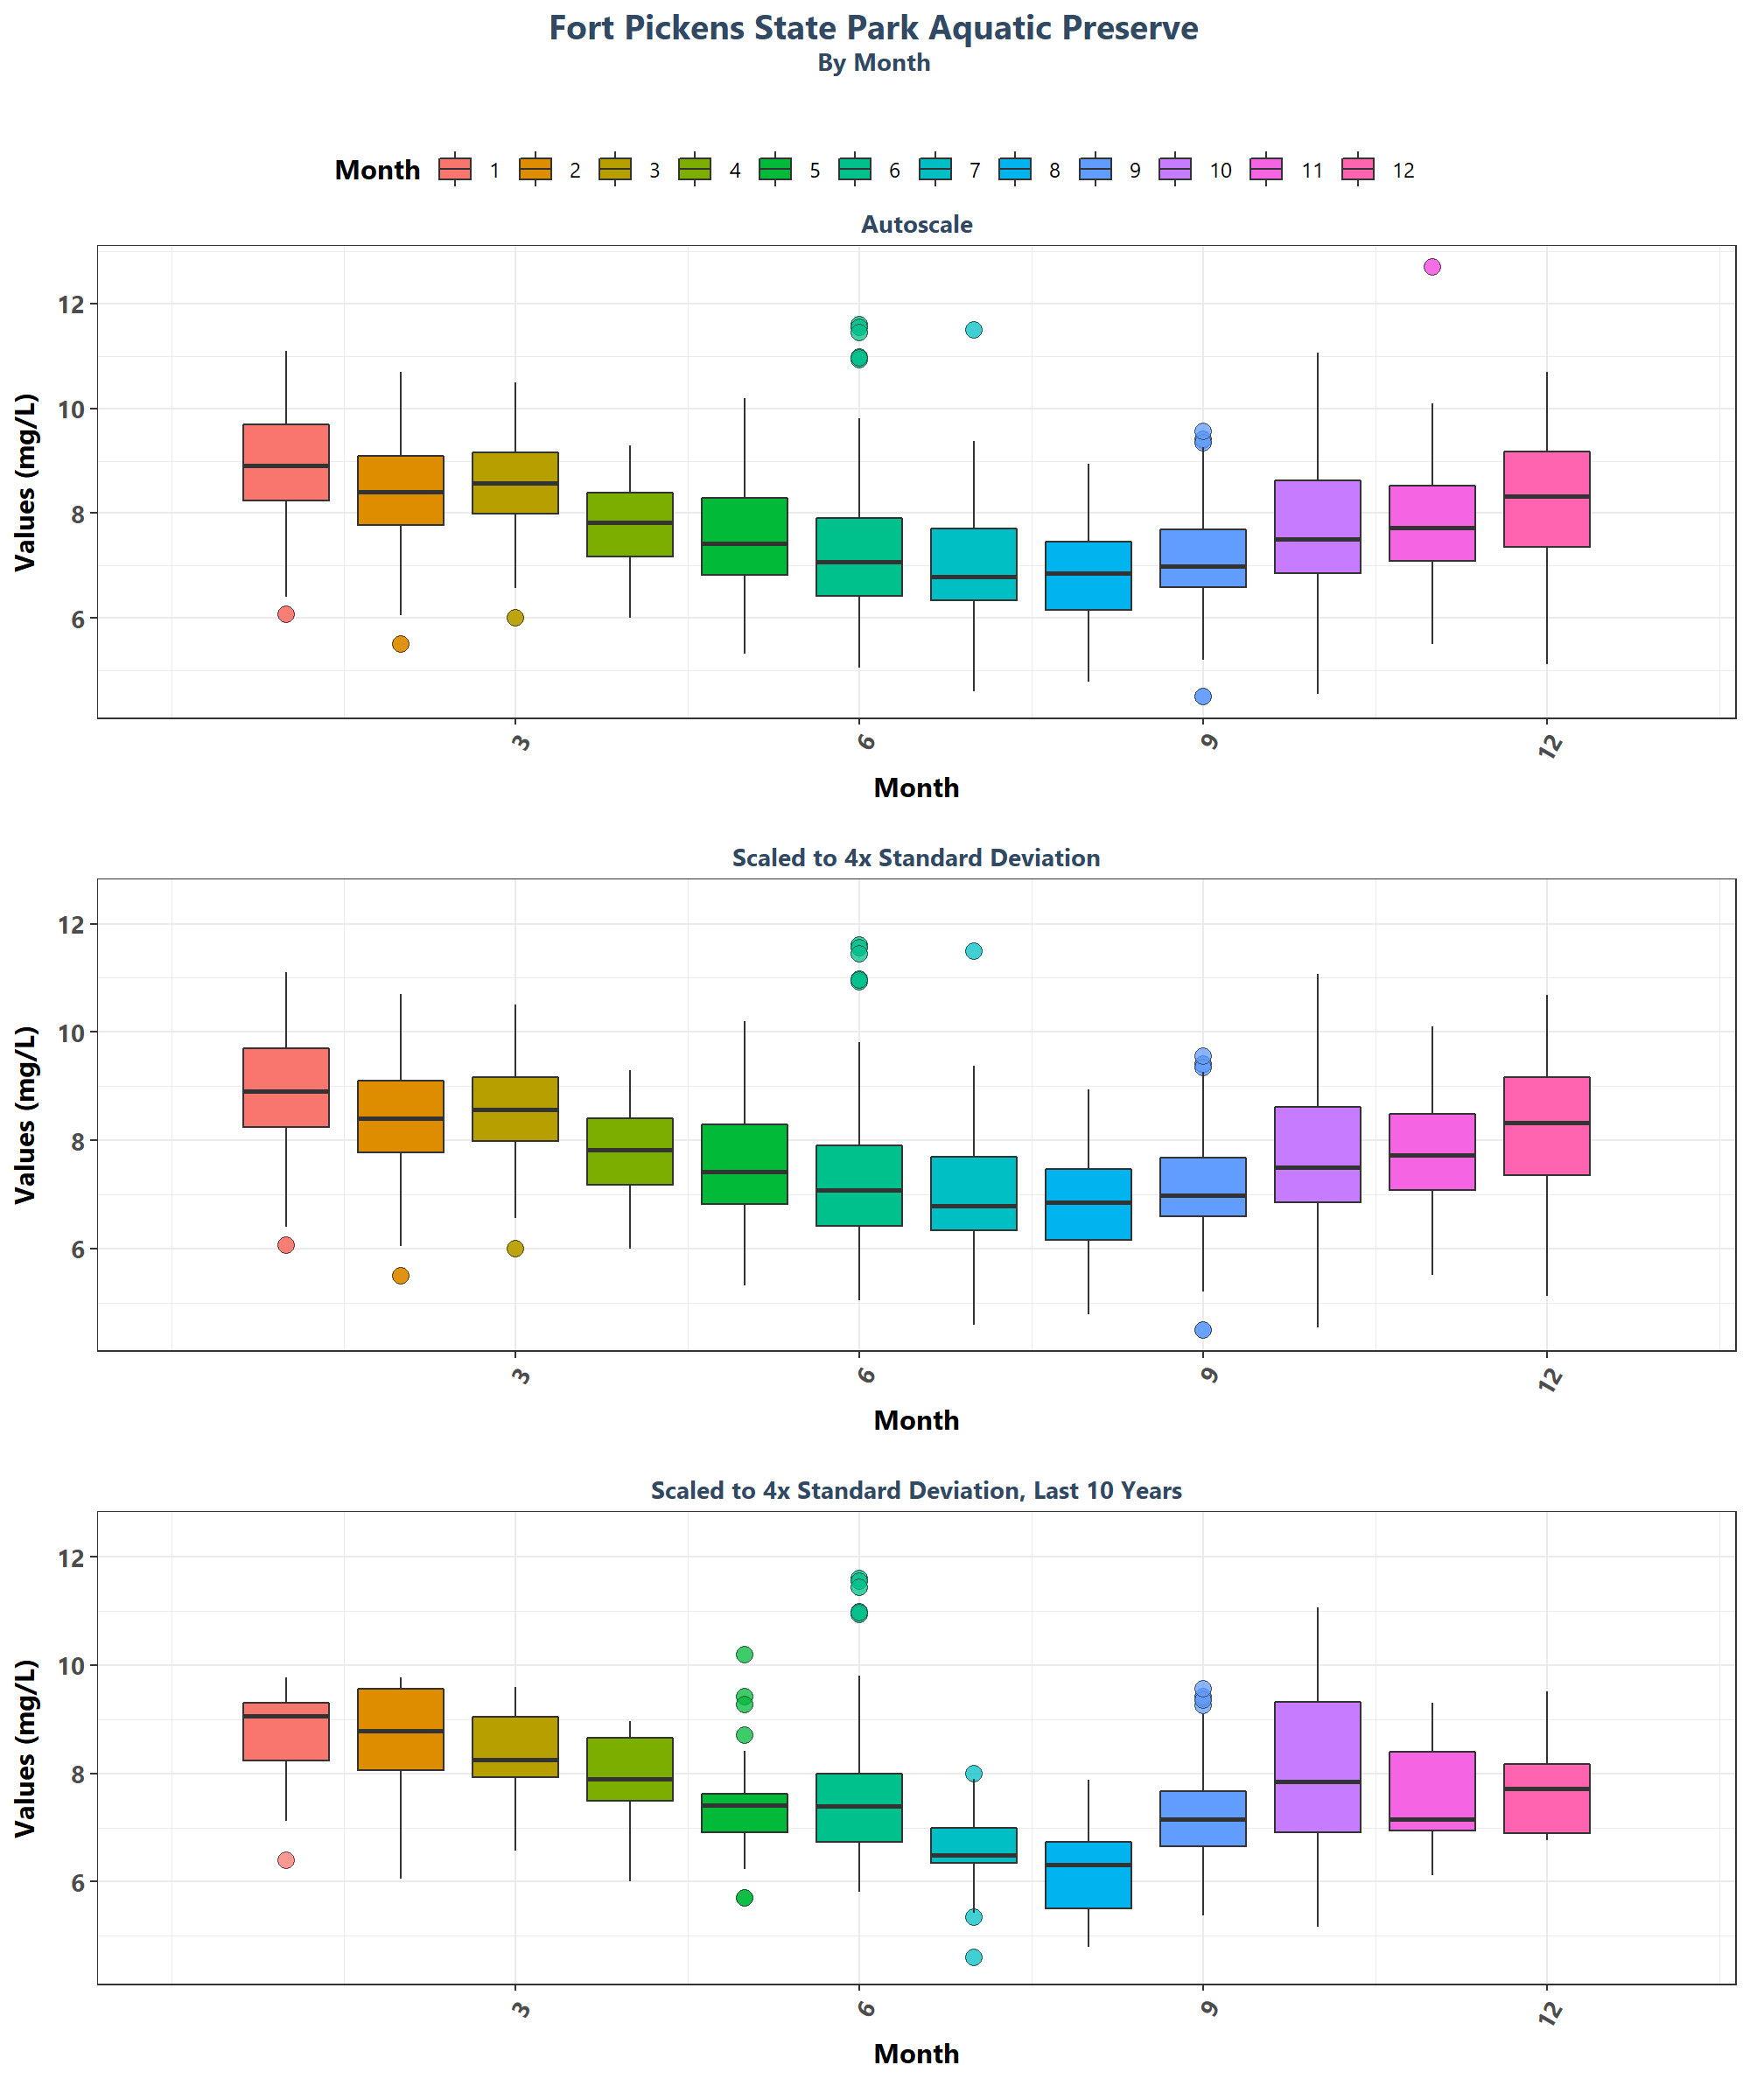 Fort Pickens State Park Aquatic Preserve
By Month
Month 1 2 3 4 5 6 7 8 9 10 11 12
Autoscale
Values (mg/L)
12
10
8
6
3 6 9 12
Month
Scaled to 4x Standard Deviation
Values (mg/L)
12
10
8
6
3 6 9 12
Month
Scaled to 4x Standard Deviation, Last 10 Years
Values (mg/L)
12
10
8
6
3 6 9 12
Month